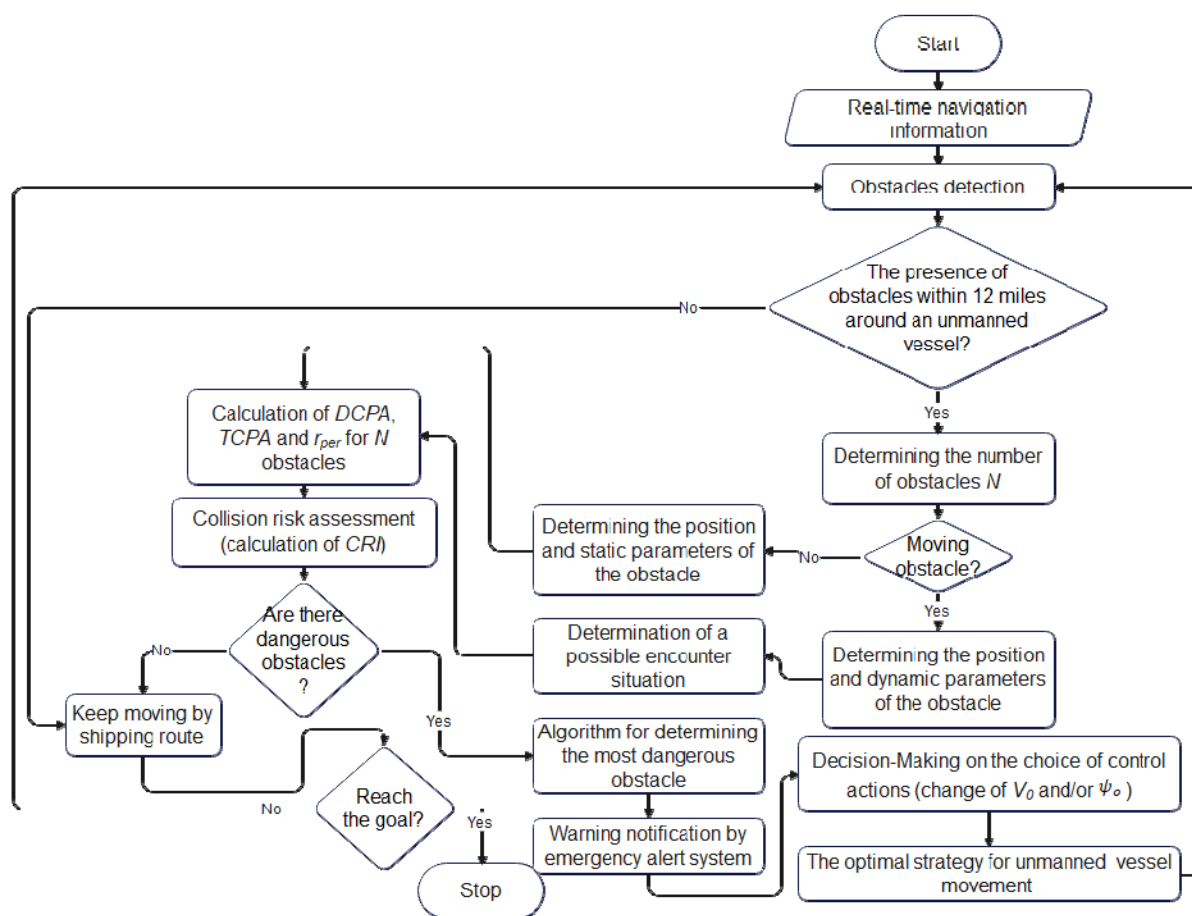 Start
Real-time navigation
information
Obstacles detection
The presence of
obstacles within 12 miles
around an unmanned
vessel?
No
Yes
Calculation of DCPA,
TCPA and rper for N
obstacles
Determining the number
of obstacles N
Collision risk assessment
(calculation of CRI)
Determining the position
and static parameters of
the obstacle
No
Moving
obstacle?
Yes
Are there
dangerous
obstacles
?
No
Yes
Determination of a
possible encounter
situation
Determining the position
and dynamic parameters
of the obstacle
Keep moving by
shipping route
Algorithm for determining
the most dangerous
obstacle
Decision-Making on the choice of control
actions (change of V0 and/or ψo )
No
Reach
the goal?
Yes
Warning notification by
emergency alert system
The optimal strategy for unmanned vessel
movement
Stop